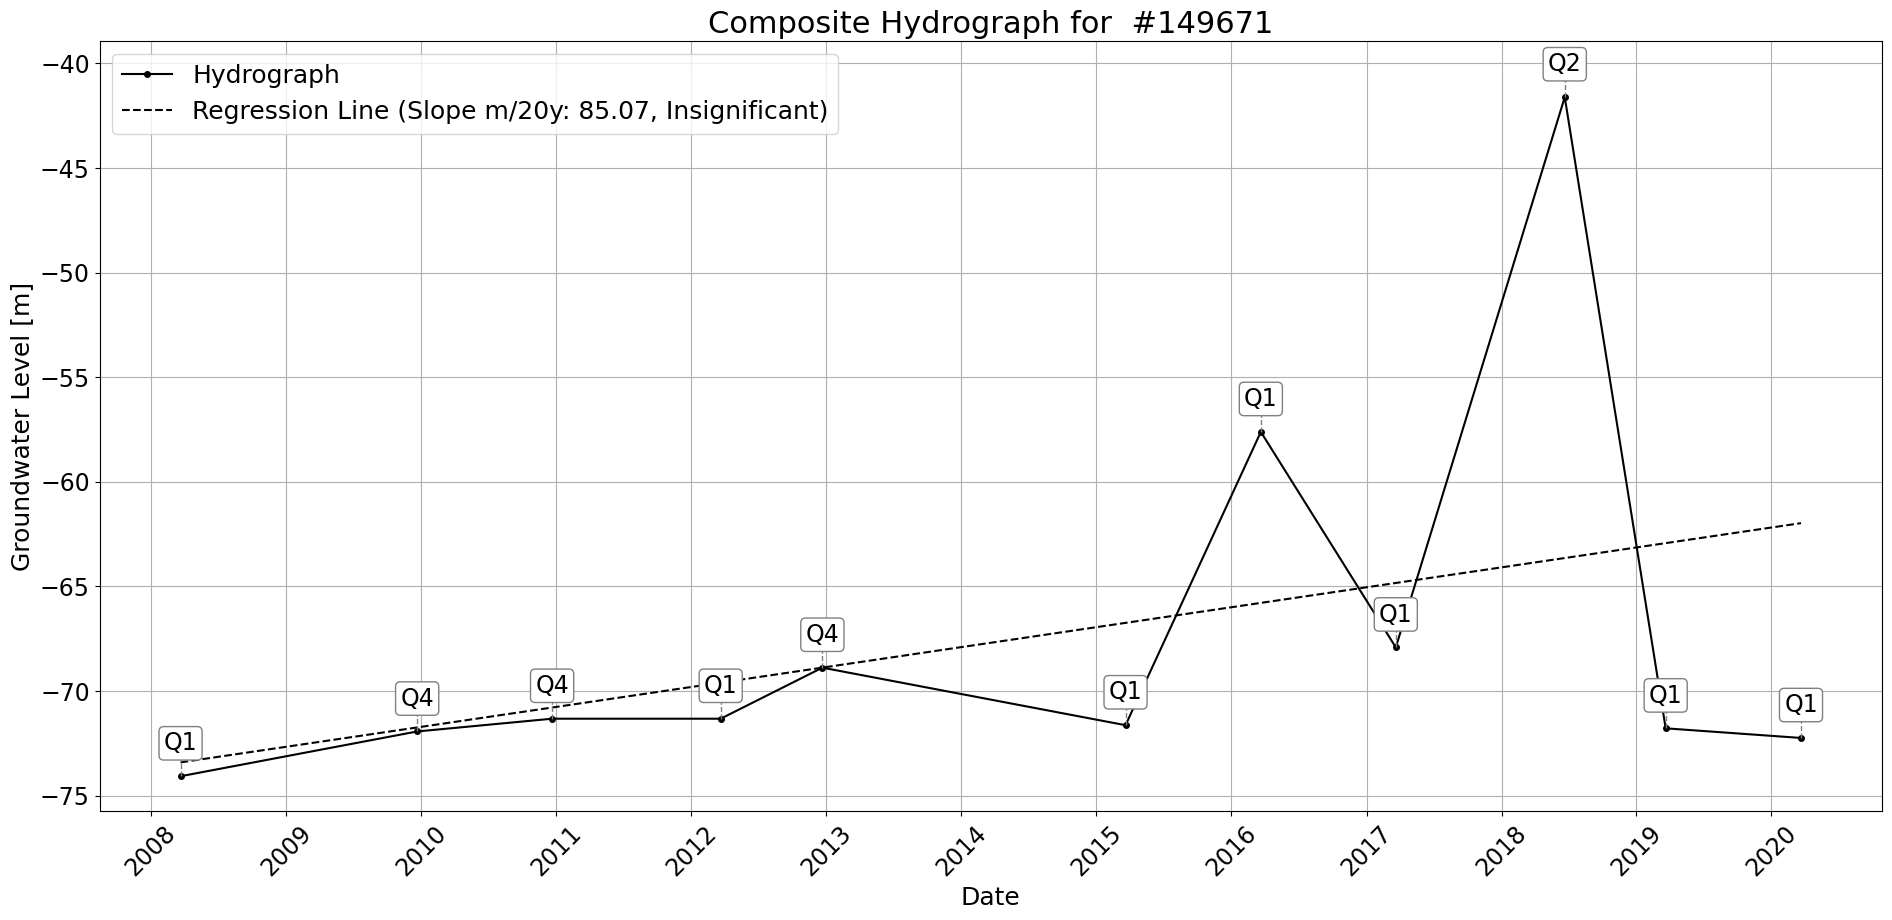 Composite Hydrograph for  #149671
Hydrograph
Regression Line (Slope m/20y: 85.07, Insignificant)
Groundwater Level [m]
−40
−45
−50
−55
−60
−65
−70
−75
Q1
Q4
Q4
Q1
Q4
Q1
Q1
Q1
Q2
Q1
Q1
2008
2009
2010
2011
2012
2013
2014
2015
2016
2017
2018
2019
2020
Date